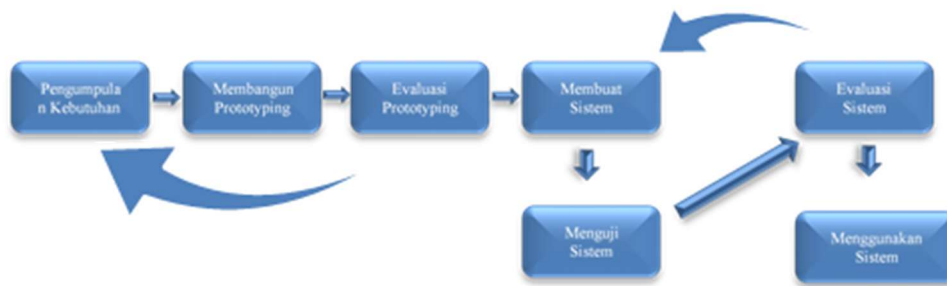 Pengumpula
n Kebutuhan
Membangun
Prototyping
Evaluasi
Prototyping
Membuat
Sistem
Menguji
Sistem
Evaluasi
Sistem
Menggunakan
Sistem